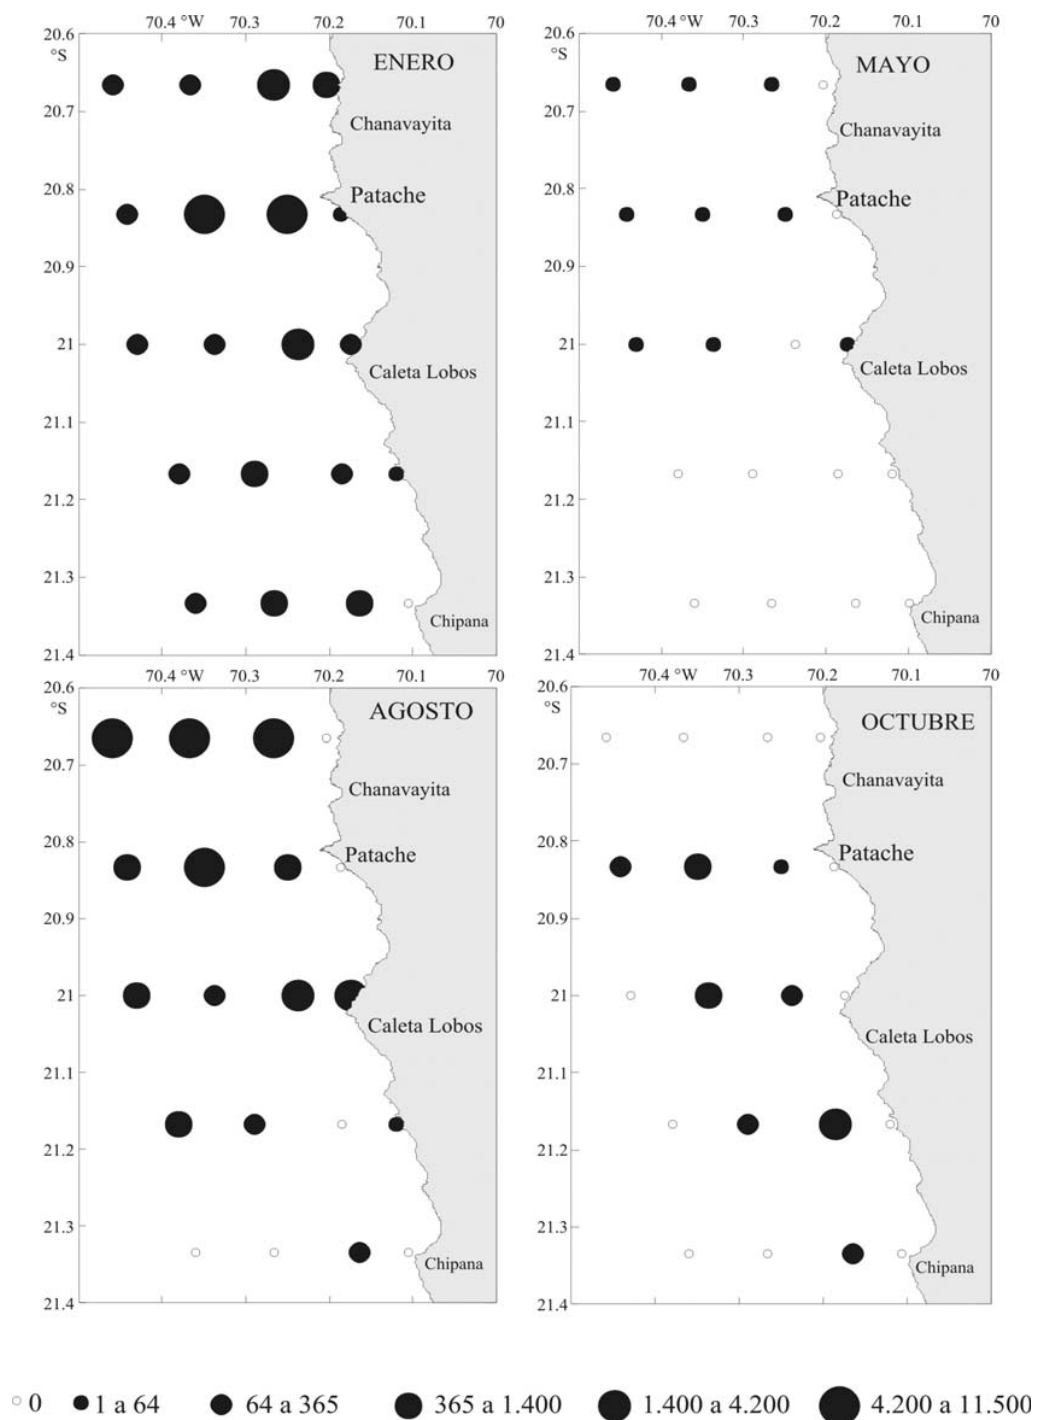 70.4 °W 70.3 70.2 70.1 70
20.6
°S
ENERO
20.7
Chanavayita
20.8
Patache
20.9
21
Caleta Lobos
21.1
21.2
21.3
Chipana
21.4
70.4 °W 70.3 70.2 70.1 70
20.6
°S
MAYO
20.7
Chanavayita
20.8
Patache
20.9
21
Caleta Lobos
21.1
21.2
21.3
Chipana
21.4
70.4 °W 70.3 70.2 70.1 70
20.6
°S
AGOSTO
20.7
Chanavayita
20.8
Patache
20.9
21
Caleta Lobos
21.1
21.2
21.3
Chipana
21.4
70.4 °W 70.3 70.2 70.1 70
20.6
°S
OCTUBRE
20.7
Chanavayita
20.8
Patache
20.9
21
Caleta Lobos
21.1
21.2
21.3
Chipana
21.4
0 1 a 64 64 a 365 365 a 1.400 1.400 a 4.200 4.200 a 11.500